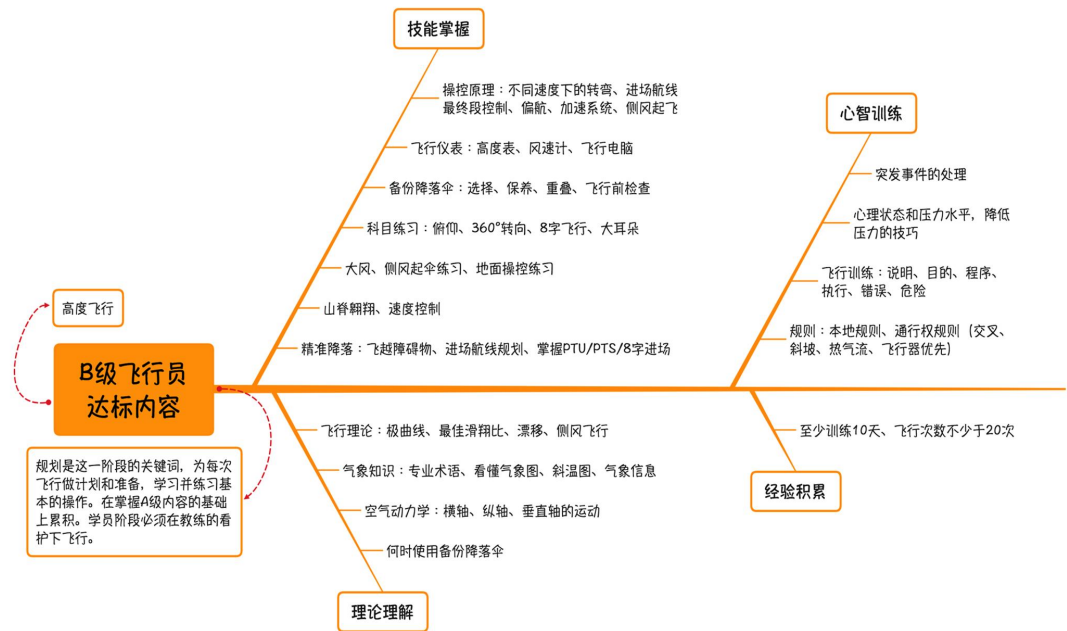 技能掌握
操控原理：不同速度下的转弯、进场航线
最终段控制、偏航、加速系统、侧风起飞
飞行仪表：高度表、风速计、飞行电脑
备份降落伞：选择、保养、重叠、飞行前检查
科目练习：俯仰、360°转向、8字飞行、大耳朵
大风、侧风起伞练习、地面操控练习
山脊翱翔、速度控制
精准降落：飞越障碍物、进场航线规划、掌握PTU/PTS/8字进场
心智训练
突发事件的处理
心理状态和压力水平，降低
压力的技巧
飞行训练：说明、目的、程序、
执行、错误、危险
规则：本地规则、通行权规则（交叉、
斜坡、热气流、飞行器优先）
高度飞行
B级飞行员
达标内容
规划是这一阶段的关键词，为每次
飞行做计划和准备，学习并练习基
本的操作。在掌握A级内容的基础
上累积。学员阶段必须在教练的看
护下飞行。
飞行理论：极曲线、最佳滑翔比、漂移、侧风飞行
气象知识：专业术语、看懂气象图、斜温图、气象信息
空气动力学：横轴、纵轴、垂直轴的运动
何时使用备份降落伞
理论理解
至少训练10天、飞行次数不少于20次
经验积累